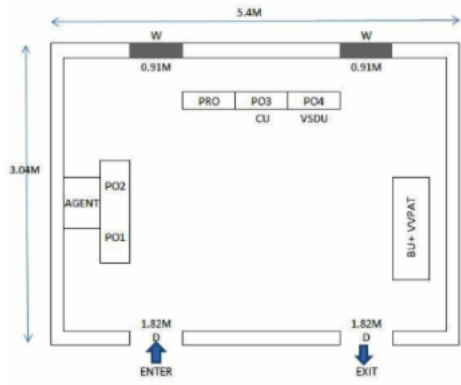 5.4M
W W
0.91M 0.91M
PRO PO3 PO4
CU VSDU
3.04M
PO2
AGENT
PO1
BU+ VVPAT
1.82M 1.82M
D D
ENTER EXIT